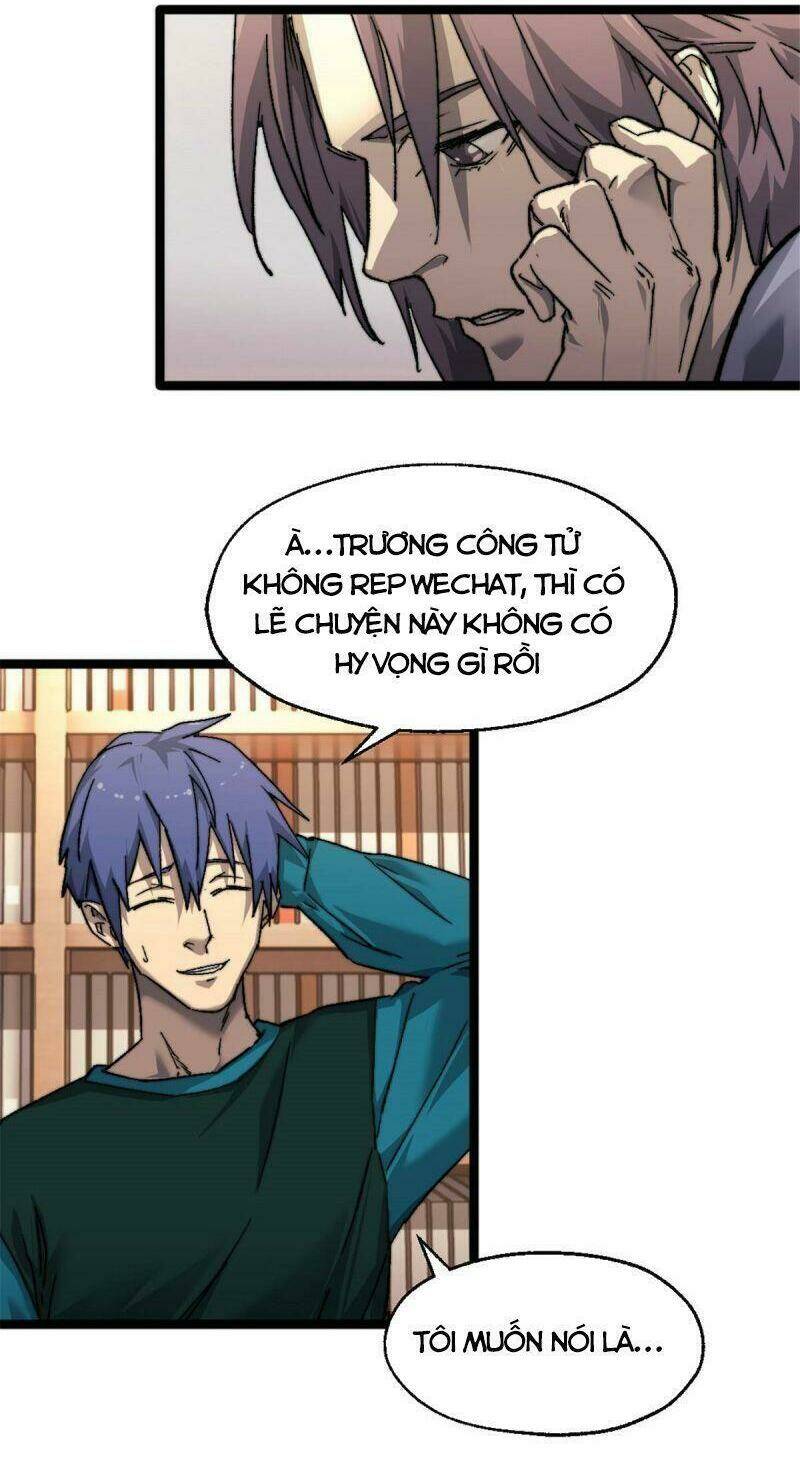 À...TRƯƠNG CÔNG TỬ
KHÔNG REP WECHAT, THÌ CÓ
LẼ CHUYỆN NÀY KHÔNG CÓ
HY VỌNG GÌ RỒI
TÔI MUỐN NÓI LÀ...